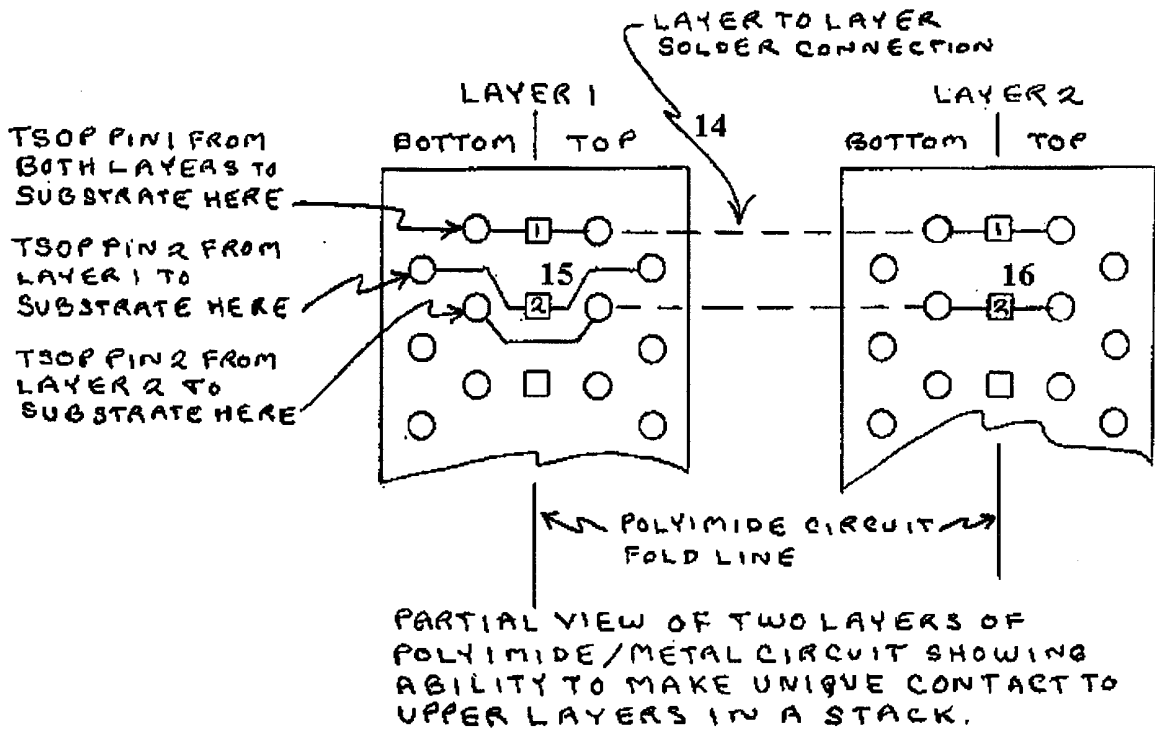 LAYER TO LAYER
SOLDER CONNECTION
14
LAYER 1
BOTTOM TOP
LAYER 2
BOTTOM TOP
TSOP PIN 1 FROM
BOTH LAYERS TO
SUBSTRATE HERE
TSOP PIN 2 FROM
LAYER 1 TO
SUBSTRATE HERE
TSOP PIN 2 FROM
LAYER 2 TO
SUBSTRATE HERE
1
15
2
1
16
2
POLYIMIDE CIRCUIT
FOLD LINE
PARTIAL VIEW OF TWO LAYERS OF
POLYIMIDE/METAL CIRCUIT SHOWING
ABILITY TO MAKE UNIQUE CONTACT TO
UPPER LAYERS IN A STACK.